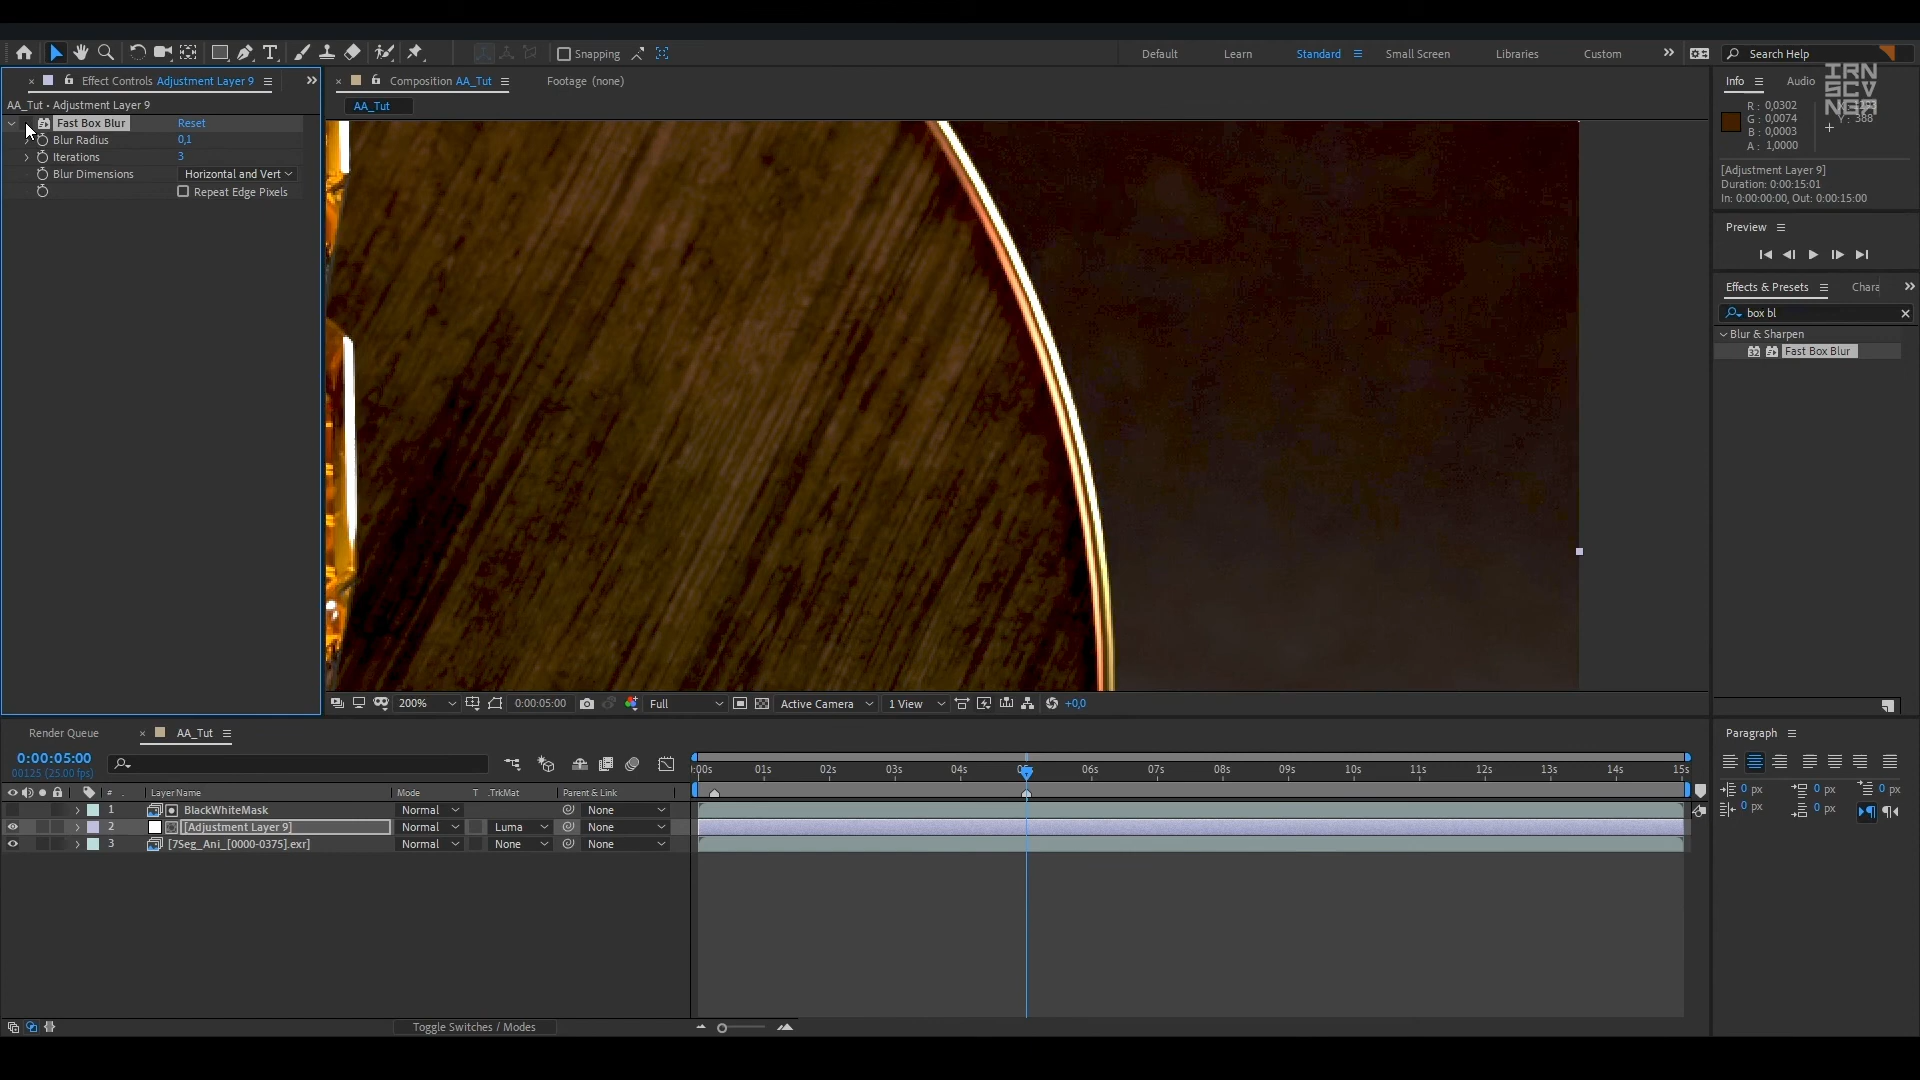 Snapping
Default
Learn
Standard
Small Screen
Libraries
Custom
Search Help
Effect Controls Adjustment Layer 9
Composition AA_Tut
Footage (none)
Info
Audio
IRN
SCV
NGR
AA_Tut • Adjustment Layer 9
AA_Tut
R : 0,0302
G : 0,0074
B : 0,0003
A : 1,0000
Y : 388
Fast Box Blur
Reset
Blur Radius
0,1
Iterations
3
Blur Dimensions
Horizontal and Vert
Repeat Edge Pixels
[Adjustment Layer 9]
Duration: 0:00:15:01
In: 0:00:00:00, Out: 0:00:15:00
Preview
Effects & Presets
Chara
box bl
Blur & Sharpen
32
Fast Box Blur
200%
0:00:05:00
Full
Active Camera
1 View
+0,0
Render Queue
AA_Tut
Paragraph
0:00:05:00
00125 (25.00 fps)
:00s
01s
02s
03s
04s
06s
07s
08s
09s
10s
11s
12s
13s
14s
15s
0 px
0 px
0 px
0 px
0 px
# . Layer Name
Mode
T .TrkMat
Parent & Link
1 BlackWhiteMask Normal None
2 [Adjustment Layer 9] Normal Luma None
3 [7Seg_Ani_[0000-0375].exr] Normal None None
Toggle Switches / Modes